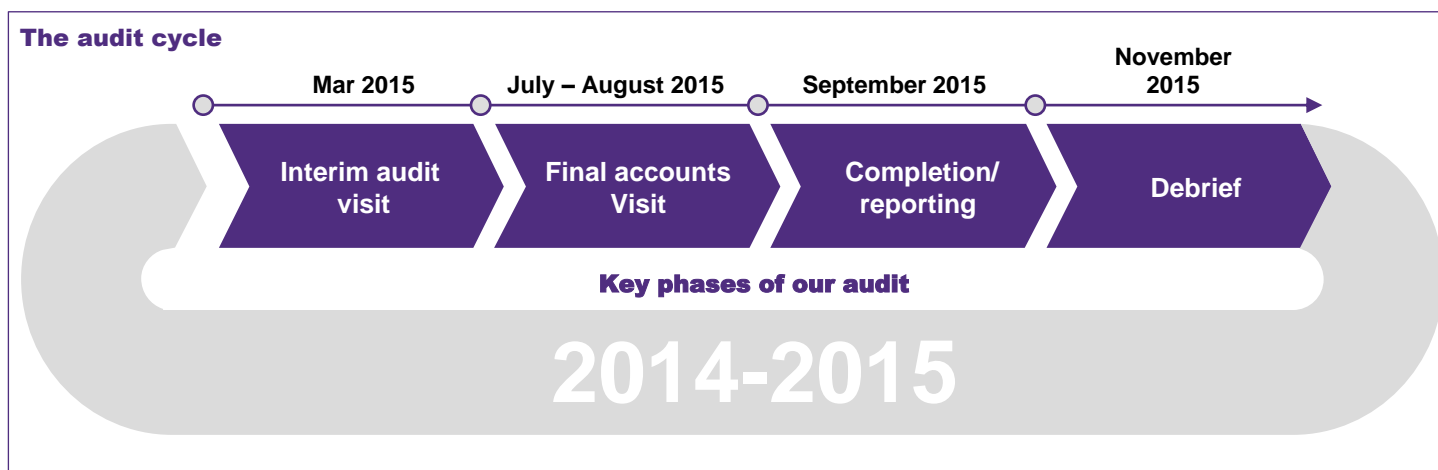 The audit cycle
Mar 2015
July – August 2015
September 2015
November
2015
Interim audit
visit
Final accounts
Visit
Completion/
reporting
Debrief
Key phases of our audit
2014-2015